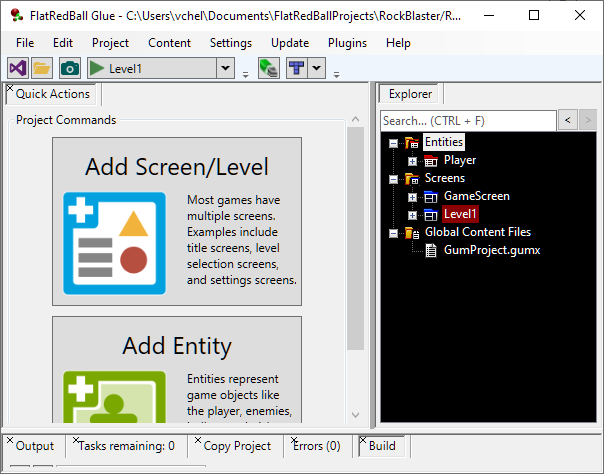 FlatRedBall Glue - C:\Users\vchel\Documents\FlatRedBallProjects\RockBlaster/R...
File Edit Project Content Settings Update Plugins Help
Level1
Quick Actions
Project Commands
Add Screen/Level
Most games have
multiple screens.
Examples include
title screens, level
selection screens,
and settings screens.
Add Entity
Entities represent
game objects like
the player, enemies,
Explorer
Search... (CTRL + F)
< >
Entities
Player
Screens
GameScreen
Level1
Global Content Files
GumProject.gumx
Output Tasks remaining: 0 Copy Project Errors (0) Build